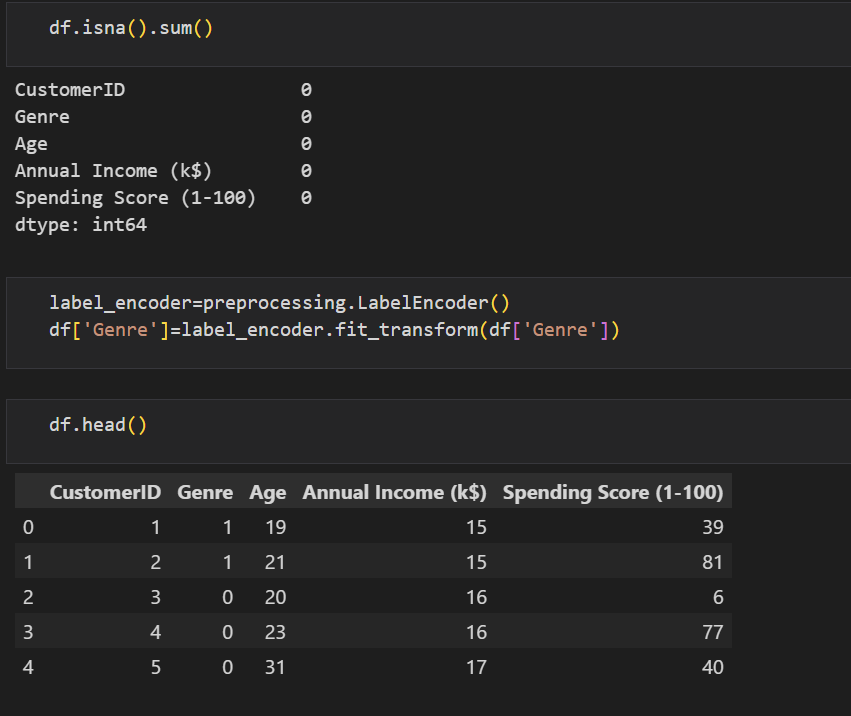 df.isna().sum()
CustomerID 0
Genre 0
Age 0
Annual Income (k$) 0
Spending Score (1-100) 0
dtype: int64
label_encoder=preprocessing.LabelEncoder()
df['Genre']=label_encoder.fit_transform(df['Genre'])
df.head()
CustomerID Genre Age Annual Income (k$) Spending Score (1-100)
0 1 1 19 15 39
1 2 1 21 15 81
2 3 0 20 16 6
3 4 0 23 16 77
4 5 0 31 17 40